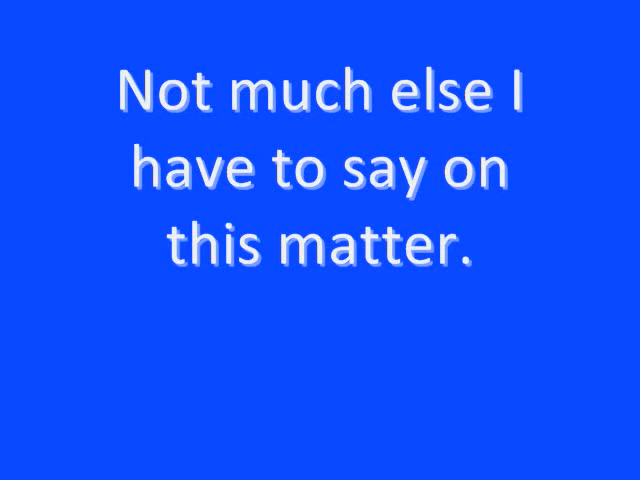 Not much else I
have to say on
this matter.